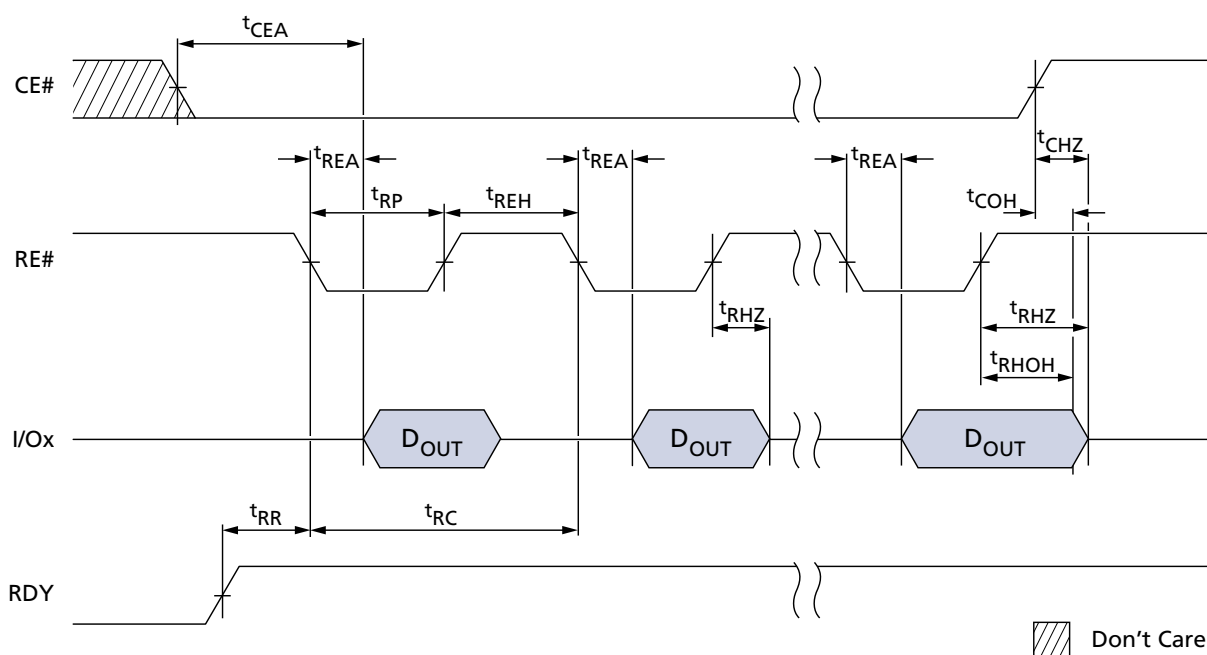 tCEA
CE#
tCHZ
tREA
tREA
tREA
tRP
tREH
tCOH
RE#
tRHZ
tRHZ
tRHOH
I/Ox
DOUT
DOUT
DOUT
tRR
tRC
RDY
Don't Care